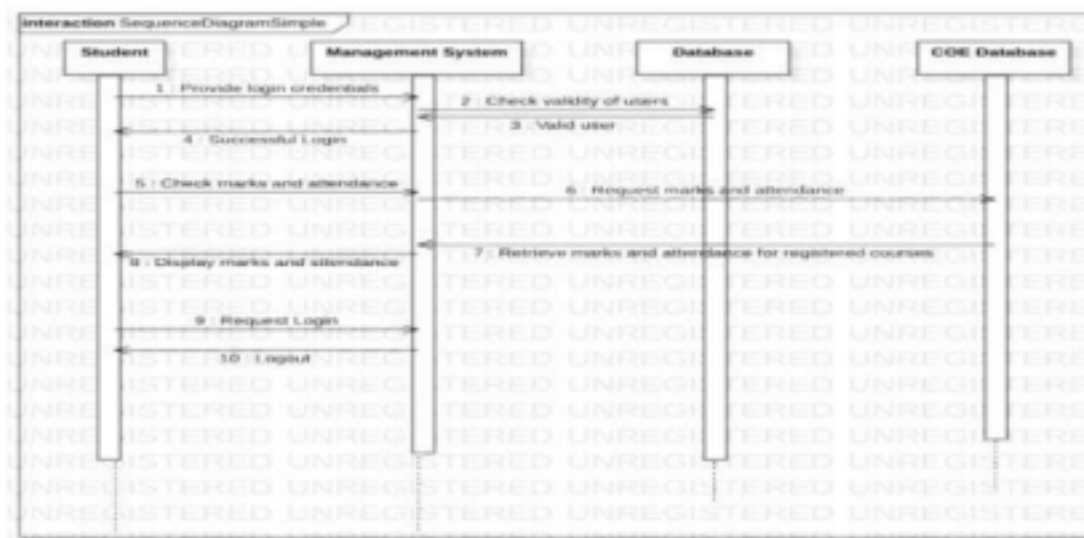 interaction SequenceDiagramSimple
Student
Management System
Database
COE Database
1 : Provide login credentials
2 : Check validity of users
3 : Valid user
4 : Successful Login
5 : Check marks and attendance
6 : Request marks and attendance
7 : Retrieve marks and attendance for registered courses
8 : Display marks and attendance
9 : Request Login
10 : Logout
UNREGISTERED